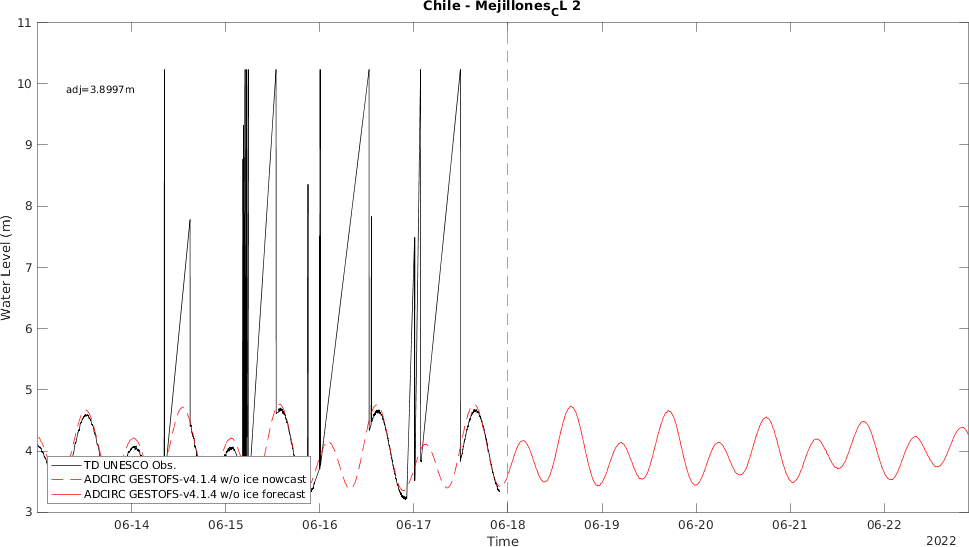 Chile - Mejillones_CL 2
11
10
9
8
7
6
5
4
3
Water Level (m)
adj=3.8997m
TD UNESCO Obs.
ADCIRC GESTOFS-v4.1.4 w/o ice nowcast
ADCIRC GESTOFS-v4.1.4 w/o ice forecast
06-14 06-15 06-16 06-17 06-18 06-19 06-20 06-21 06-22
Time
2022